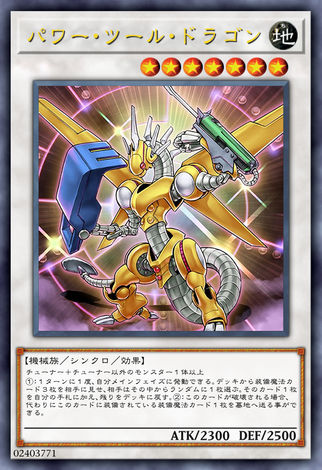 パワー・ツール・ドラゴン
地
【機械族／シンクロ／効果】
チューナー＋チューナー以外のモンスター1体以上
①：1ターンに1度、自分メインフェイズに発動できる。デッキから装備魔法カ
ード3枚を相手に見せ、相手はその中からランダムに1枚選ぶ。そのカード1枚
を自分の手札に加え、残りをデッキに戻す。②：このカードが破壊される場合、
代わりにこのカードに装備されている装備魔法カード1枚を墓地へ送る事がで
きる。
ATK/2300 DEF/2500
02403771